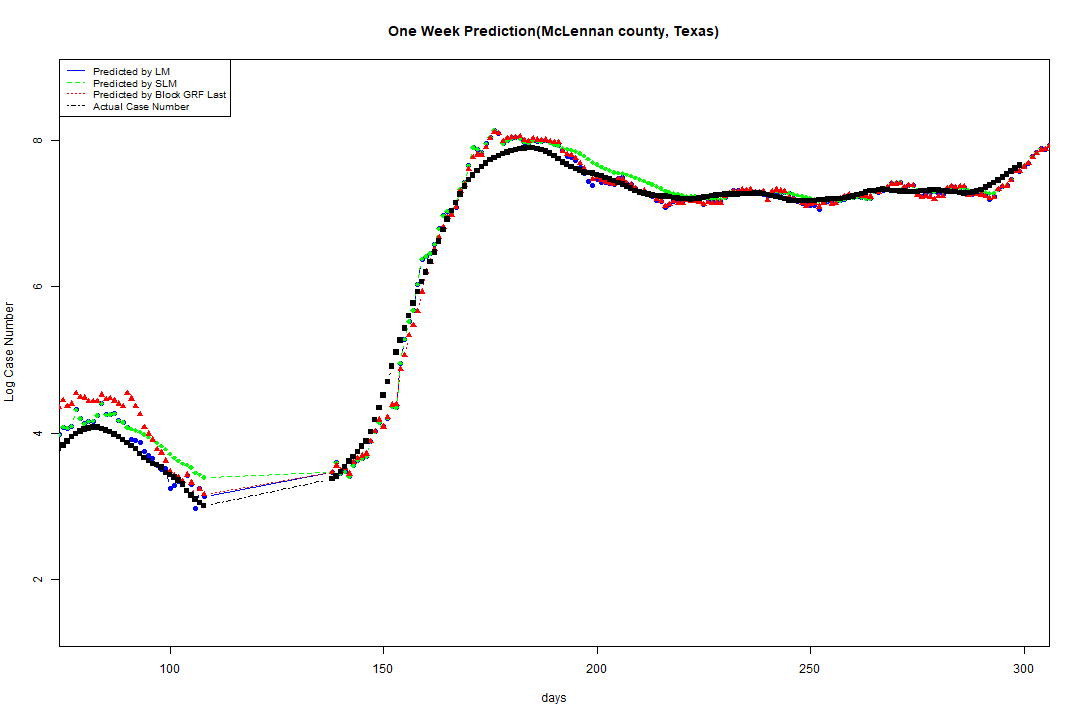 One Week Prediction(McLennan county, Texas)
Predicted by LM
Predicted by SLM
Predicted by Block GRF Last
Actual Case Number
8
6
4
2
Log Case Number
100 150 200 250 300
days